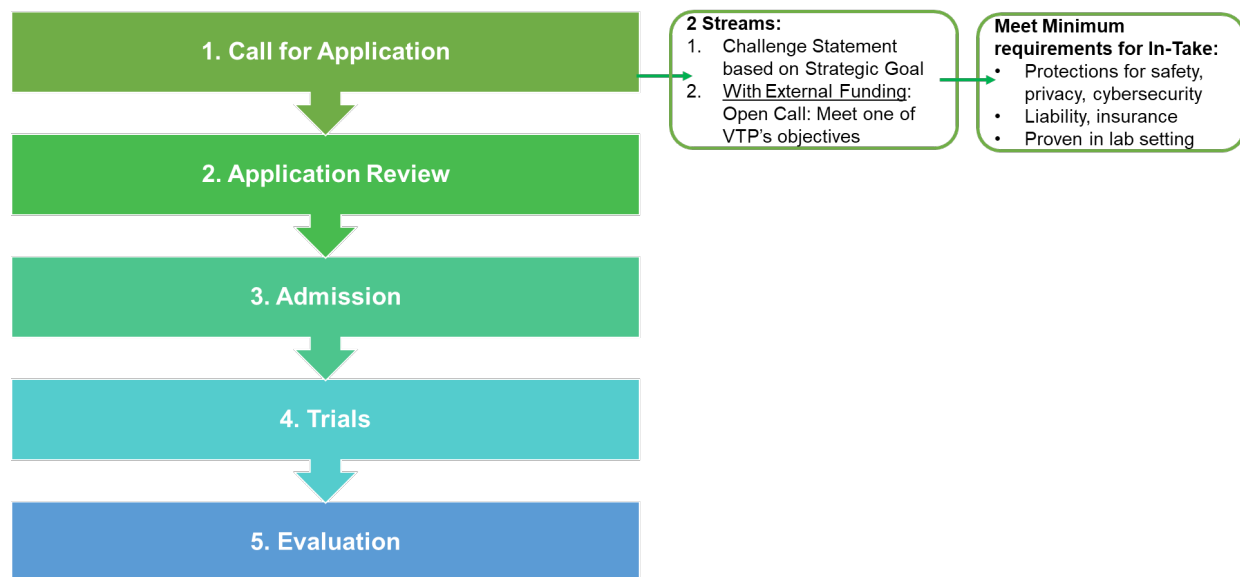 1. Call for Application
2 Streams:
1. Challenge Statement
based on Strategic Goal
2. With External Funding:
Open Call: Meet one of
VTP's objectives
Meet Minimum
requirements for In-Take:
• Protections for safety,
privacy, cybersecurity
• Liability, insurance
• Proven in lab setting
2. Application Review
3. Admission
4. Trials
5. Evaluation